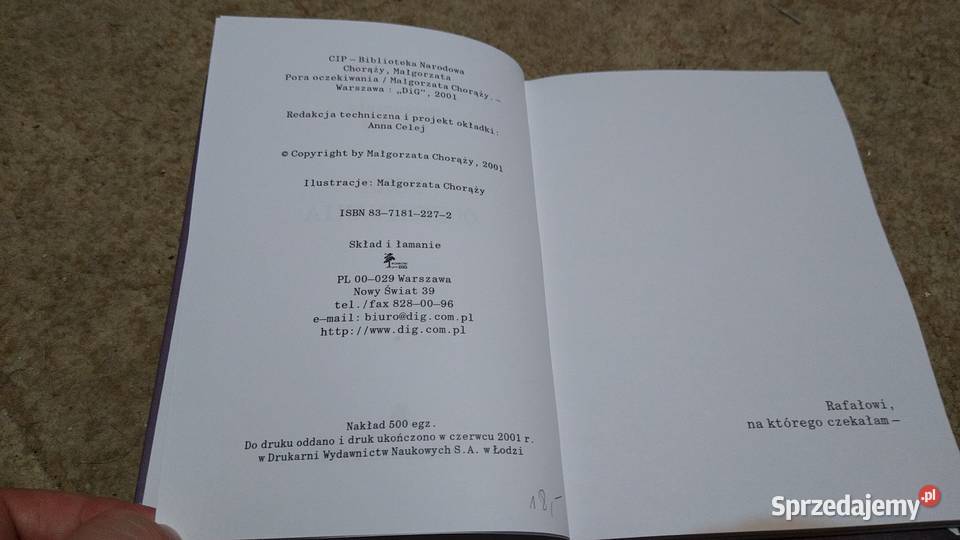 CIP – Biblioteka Narodowa
Chorąży, Małgorzata
Pora oczekiwania / Małgorzata Chorąży. –
Warszawa : „DiG”, 2001
Redakcja techniczna i projekt okładki:
Anna Celej
© Copyright by Małgorzata Chorąży, 2001
Ilustracje: Małgorzata Chorąży
ISBN 83–7181–227–2
Skład i łamanie
PL 00–029 Warszawa
Nowy Świat 39
tel./fax 828–00–96
e–mail: biuro@dig.com.pl
http://www.dig.com.pl
Nakład 500 egz.
Do druku oddano i druk ukończono w czerwcu 2001 r.
w Drukarni Wydawnictw Naukowych S.A. w Łodzi
18,–
Rafałowi,
na którego czekałam –
Sprzedajemy.pl